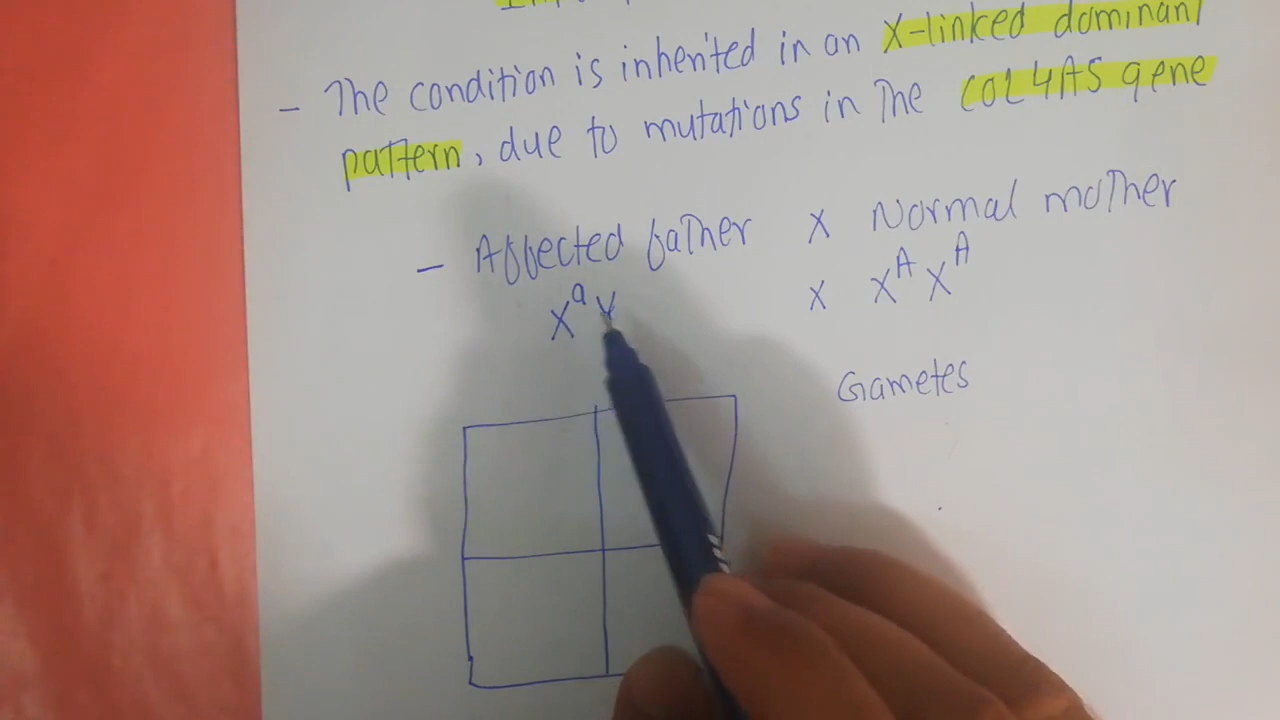 - The condition is inherited in an X-linked dominant
pattern, due to mutations in The COL4A5 gene
- Affected father X Normal mother
XᵃY X XᴬXᴬ
Gametes